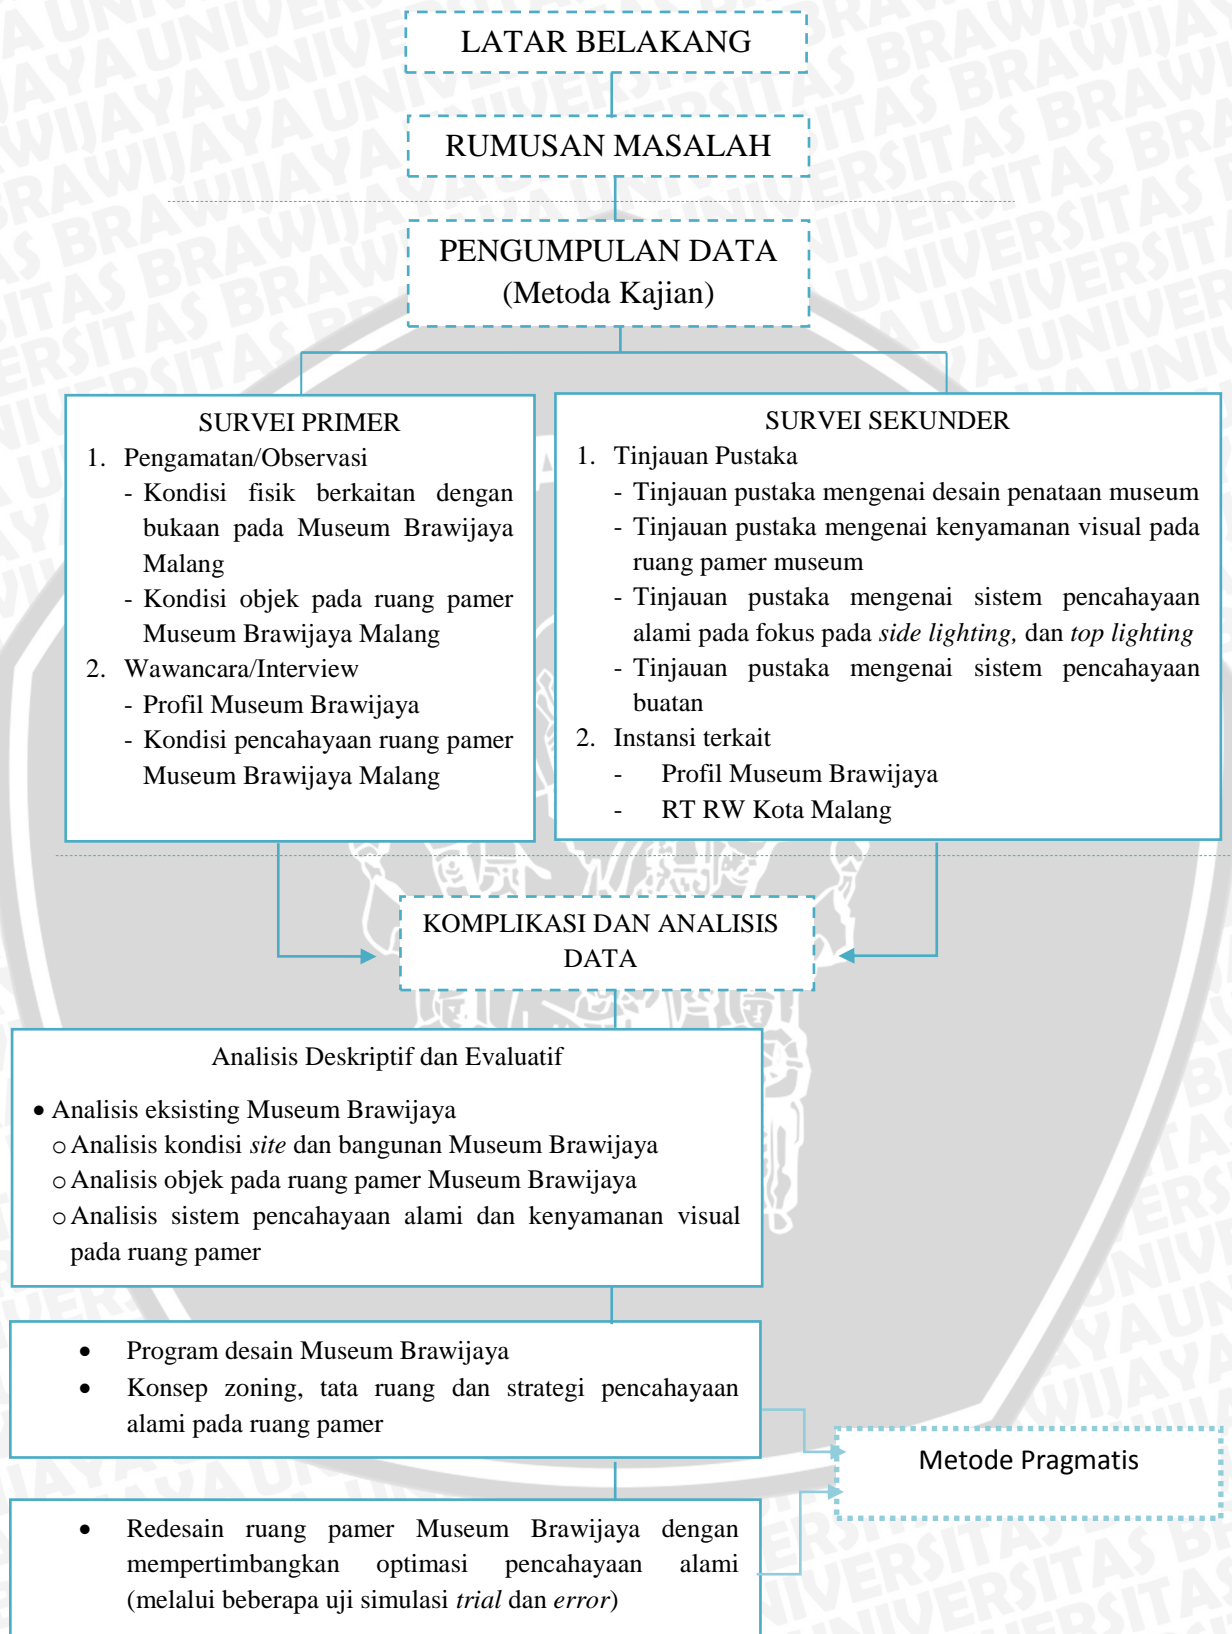 LATAR BELAKANG
RUMUSAN MASALAH
PENGUMPULAN DATA
(Metoda Kajian)
SURVEI PRIMER
1. Pengamatan/Observasi
- Kondisi fisik berkaitan dengan
bukaan pada Museum Brawijaya
Malang
- Kondisi objek pada ruang pamer
Museum Brawijaya Malang
2. Wawancara/Interview
- Profil Museum Brawijaya
- Kondisi pencahayaan ruang pamer
Museum Brawijaya Malang
SURVEI SEKUNDER
1. Tinjauan Pustaka
- Tinjauan pustaka mengenai desain penataan museum
- Tinjauan pustaka mengenai kenyamanan visual pada
ruang pamer museum
- Tinjauan pustaka mengenai sistem pencahayaan
alami pada fokus pada side lighting, dan top lighting
- Tinjauan pustaka mengenai sistem pencahayaan
buatan
2. Instansi terkait
- Profil Museum Brawijaya
- RT RW Kota Malang
KOMPLIKASI DAN ANALISIS
DATA
Analisis Deskriptif dan Evaluatif
• Analisis eksisting Museum Brawijaya
o Analisis kondisi site dan bangunan Museum Brawijaya
o Analisis objek pada ruang pamer Museum Brawijaya
o Analisis sistem pencahayaan alami dan kenyamanan visual
pada ruang pamer
• Program desain Museum Brawijaya
• Konsep zoning, tata ruang dan strategi pencahayaan
alami pada ruang pamer
Metode Pragmatis
• Redesain ruang pamer Museum Brawijaya dengan
mempertimbangkan optimasi pencahayaan alami
(melalui beberapa uji simulasi trial dan error)